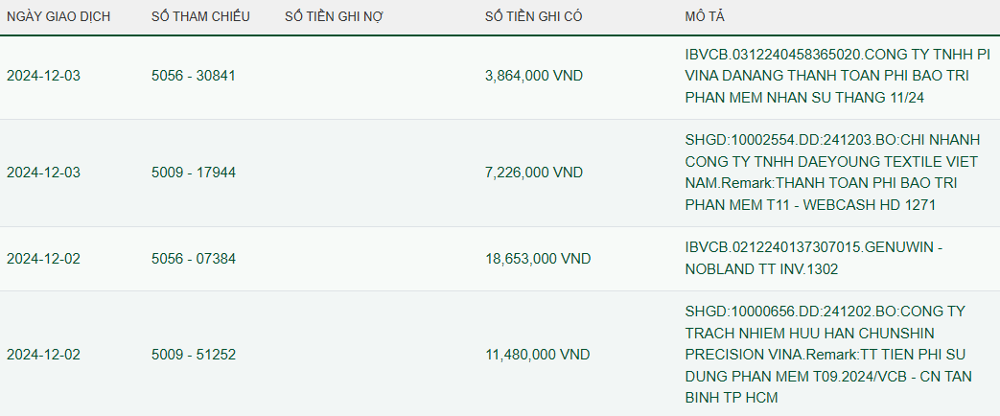 NGÀY GIAO DỊCH SỐ THAM CHIẾU SỐ TIỀN GHI NỢ SỐ TIỀN GHI CÓ MÔ TẢ
2024-12-03 5056 - 30841 3,864,000 VND
IBVCB.0312240458365020.CONG TY TNHH PI
VINA DANANG THANH TOAN PHI BAO TRI
PHAN MEM NHAN SU THANG 11/24
2024-12-03 5009 - 17944 7,226,000 VND
SHGD:10002554.DD:241203.BO:CHI NHANH
CONG TY TNHH DAEYOUNG TEXTILE VIET
NAM.Remark:THANH TOAN PHI BAO TRI
PHAN MEM T11 - WEBCASH HD 1271
2024-12-02 5056 - 07384 18,653,000 VND
IBVCB.0212240137307015.GENUWIN -
NOBLAND TT INV.1302
2024-12-02 5009 - 51252 11,480,000 VND
SHGD:10000656.DD:241202.BO:CONG TY
TRACH NHIEM HUU HAN CHUNSHIN
PRECISION VINA.Remark:TT TIEN PHI SU
DUNG PHAN MEM T09.2024/VCB - CN TAN
BINH TP HCM